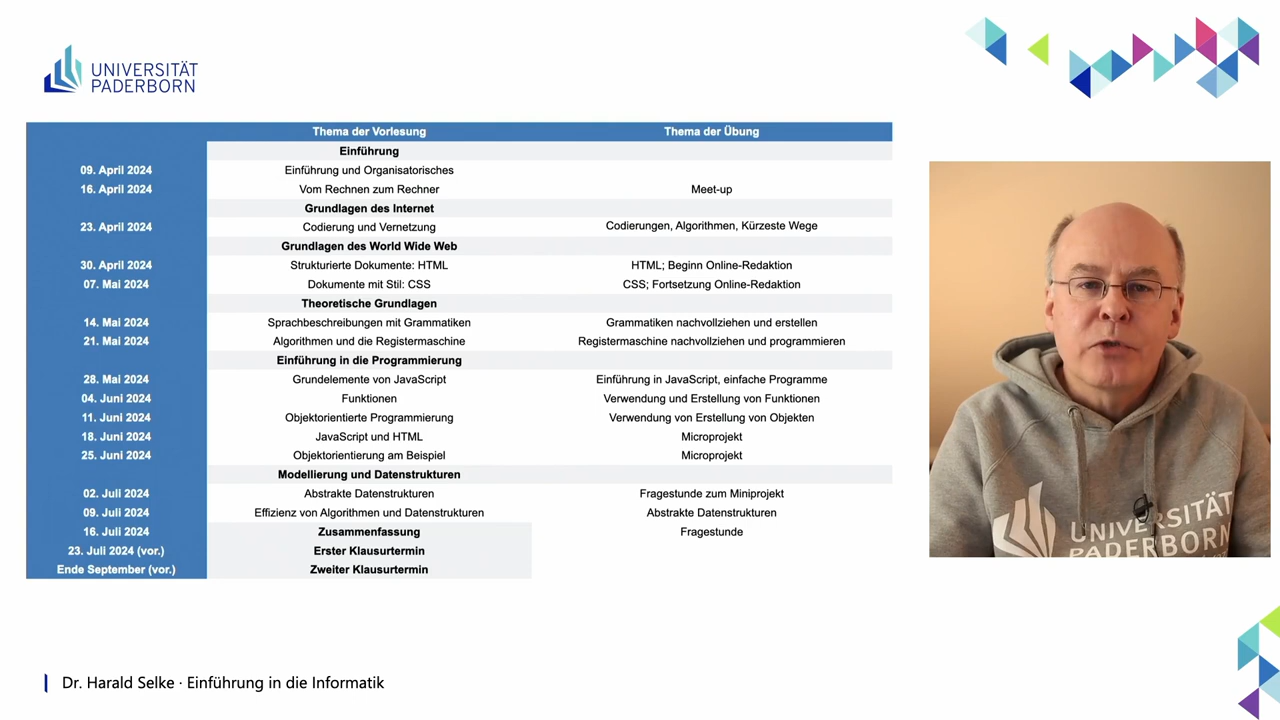 UNIVERSITÄT
PADERBORN
Thema der Vorlesung Thema der Übung
Einführung
09. April 2024 Einführung und Organisatorisches
16. April 2024 Vom Rechnen zum Rechner Meet-up
Grundlagen des Internet
23. April 2024 Codierung und Vernetzung Codierungen, Algorithmen, Kürzeste Wege
Grundlagen des World Wide Web
30. April 2024 Strukturierte Dokumente: HTML HTML; Beginn Online-Redaktion
07. Mai 2024 Dokumente mit Stil: CSS CSS; Fortsetzung Online-Redaktion
Theoretische Grundlagen
14. Mai 2024 Sprachbeschreibungen mit Grammatiken Grammatiken nachvollziehen und erstellen
21. Mai 2024 Algorithmen und die Registermaschine Registermaschine nachvollziehen und programmieren
Einführung in die Programmierung
28. Mai 2024 Grundelemente von JavaScript Einführung in JavaScript, einfache Programme
04. Juni 2024 Funktionen Verwendung und Erstellung von Funktionen
11. Juni 2024 Objektorientierte Programmierung Verwendung von Erstellung von Objekten
18. Juni 2024 JavaScript und HTML Microprojekt
25. Juni 2024 Objektorientierung am Beispiel Microprojekt
Modellierung und Datenstrukturen
02. Juli 2024 Abstrakte Datenstrukturen Fragestunde zum Miniprojekt
09. Juli 2024 Effizienz von Algorithmen und Datenstrukturen Abstrakte Datenstrukturen
16. Juli 2024 Zusammenfassung Fragestunde
23. Juli 2024 (vor.) Erster Klausurtermin
Ende September (vor.) Zweiter Klausurtermin
UNIVERSITÄT
PADERBORN
Dr. Harald Selke · Einführung in die Informatik